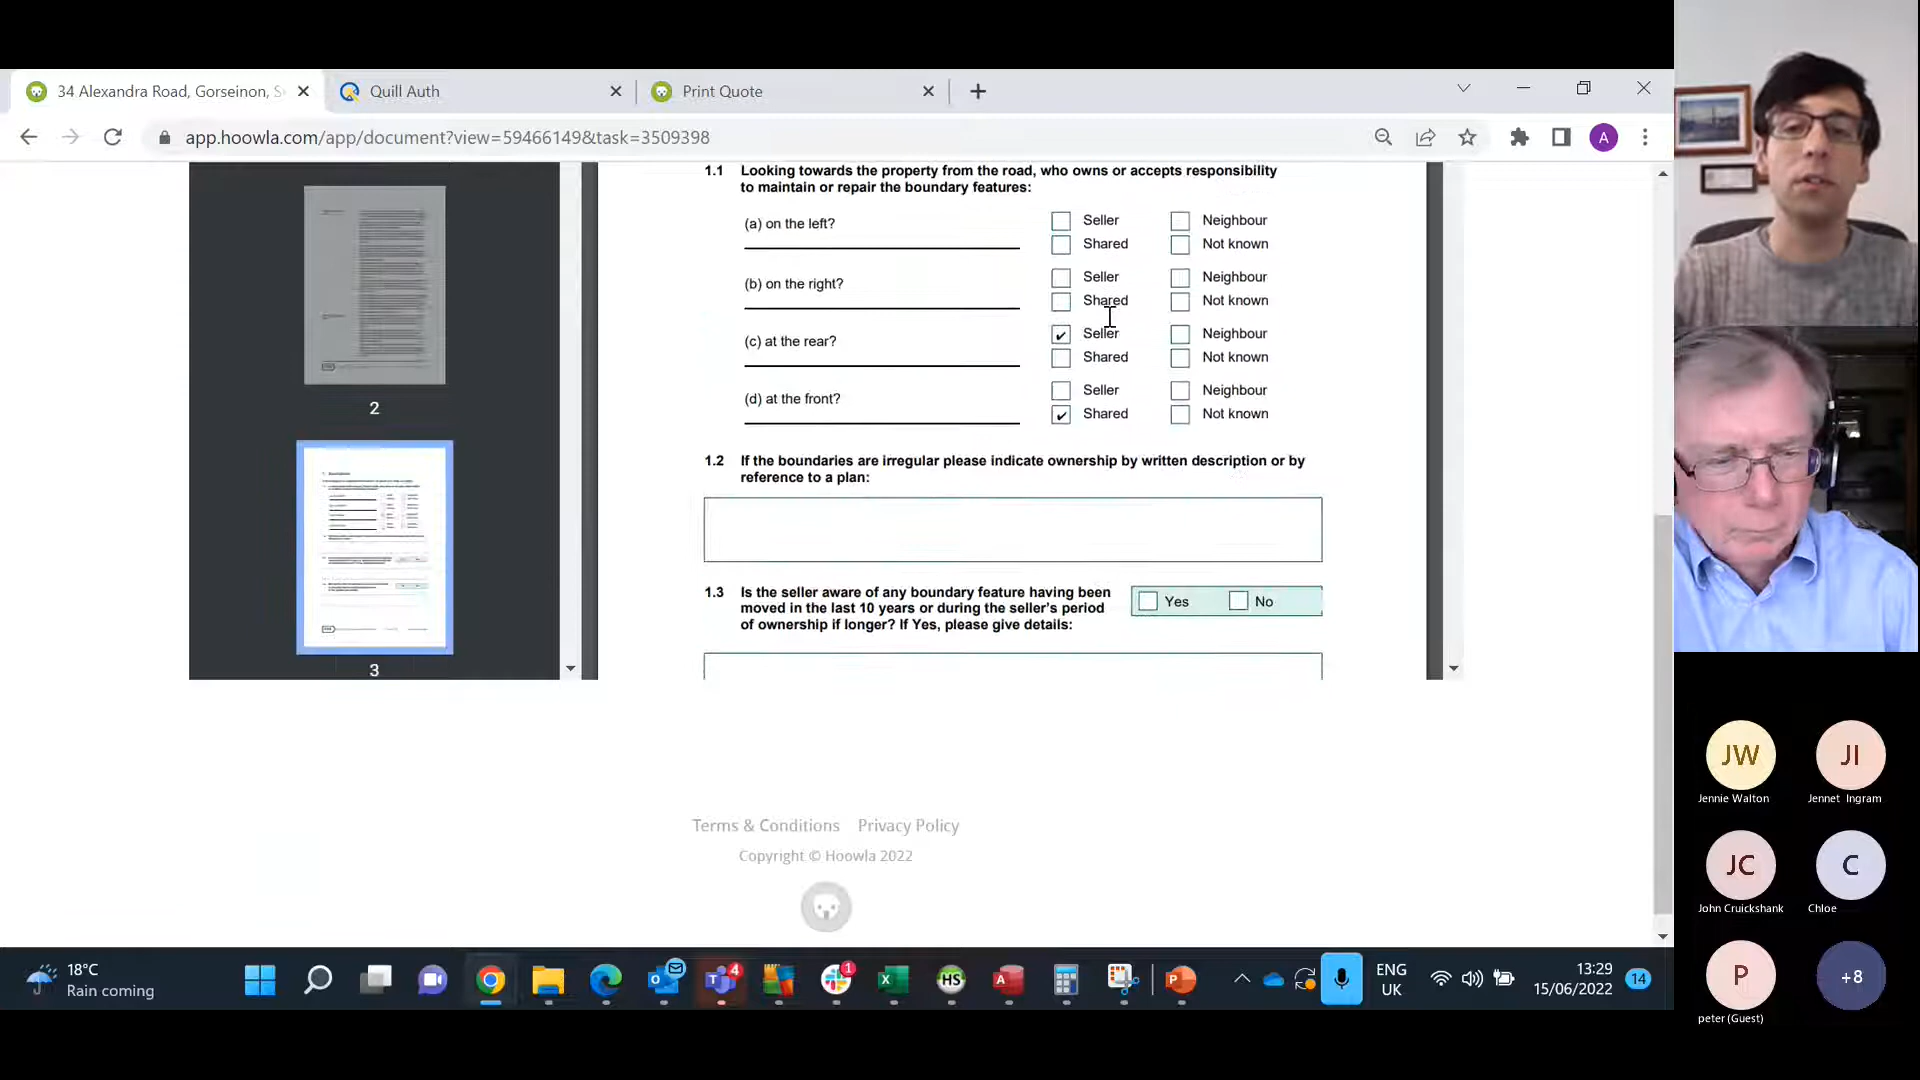 34 Alexandra Road, Gorseinon, S
Quill Auth
Print Quote
app.hoowla.com/app/document?view=59466149&task=3509398
A
2
3
1.1 Looking towards the property from the road, who owns or accepts responsibility
to maintain or repair the boundary features:
(a) on the left?
Seller
Neighbour
Shared
Not known
(b) on the right?
Seller
Neighbour
Shared
Not known
(c) at the rear?
Seller
Neighbour
Shared
Not known
(d) at the front?
Seller
Neighbour
Shared
Not known
1.2 If the boundaries are irregular please indicate ownership by written description or by
reference to a plan:
1.3 Is the seller aware of any boundary feature having been
moved in the last 10 years or during the seller's period
of ownership if longer? If Yes, please give details:
Yes
No
Terms & Conditions Privacy Policy
Copyright © Hoowla 2022
JW
Jennie Walton
JI
Jennet Ingram
JC
John Cruickshank
C
Chloe
P
peter (Guest)
+8
18°C
Rain coming
4
1
HS
ENG
UK
13:29
15/06/2022
14